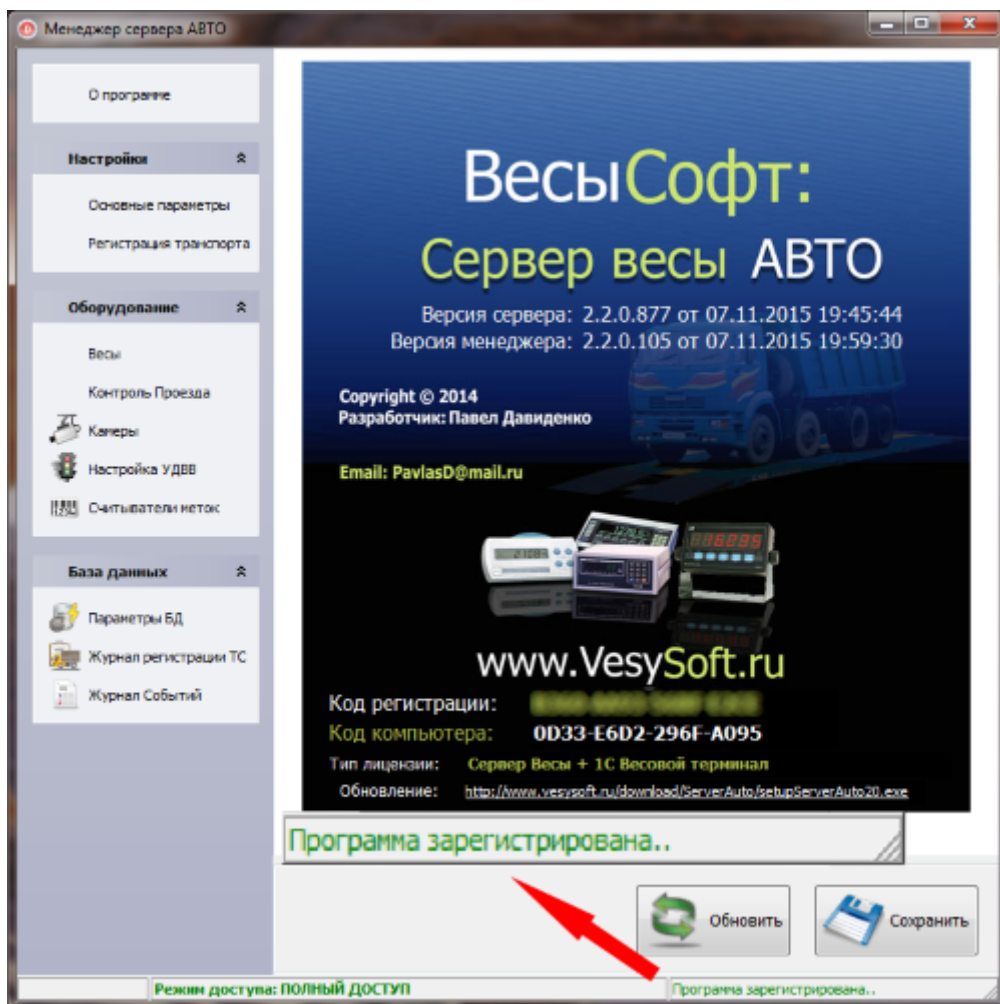 Менеджер сервера АВТО
О программе
Настройки
Основные параметры
Регистрация транспорта
Оборудование
Весы
Контроль Проезда
Камеры
Настройка УДВВ
Считыватели меток
База данных
Параметры БД
Журнал регистрации ТС
Журнал Событий
ВесыСофт:
Сервер весы АВТО
Версия сервера: 2.2.0.877 от 07.11.2015 19:45:44
Версия менеджера: 2.2.0.105 от 07.11.2015 19:59:30
Copyright © 2014
Разработчик: Павел Давиденко
Email: PavlasD@mail.ru
www.VesySoft.ru
Код регистрации:
Код компьютера: 0D33-E6D2-296F-A095
Тип лицензии: Сервер Весы + 1С Весовой терминал
Обновление: http://www.vesysoft.ru/download/ServerAuto/setupServerAuto20.exe
Программа зарегистрирована..
Обновить
Сохранить
Режим доступа: ПОЛНЫЙ ДОСТУП
Программа зарегистрирована..